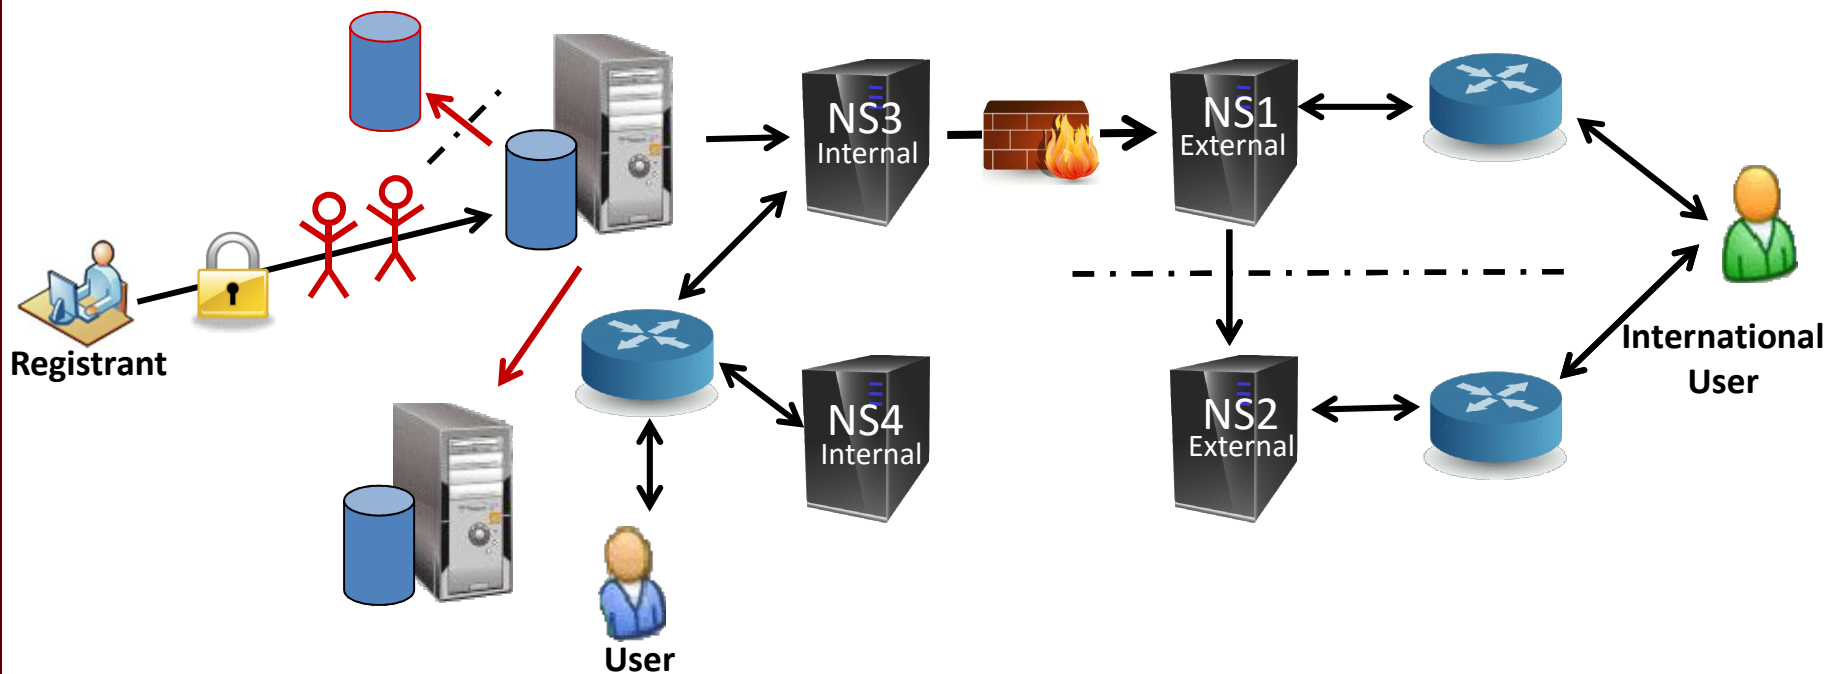 NS3
Internal
NS1
External
Registrant
International
User
NS4
Internal
NS2
External
User